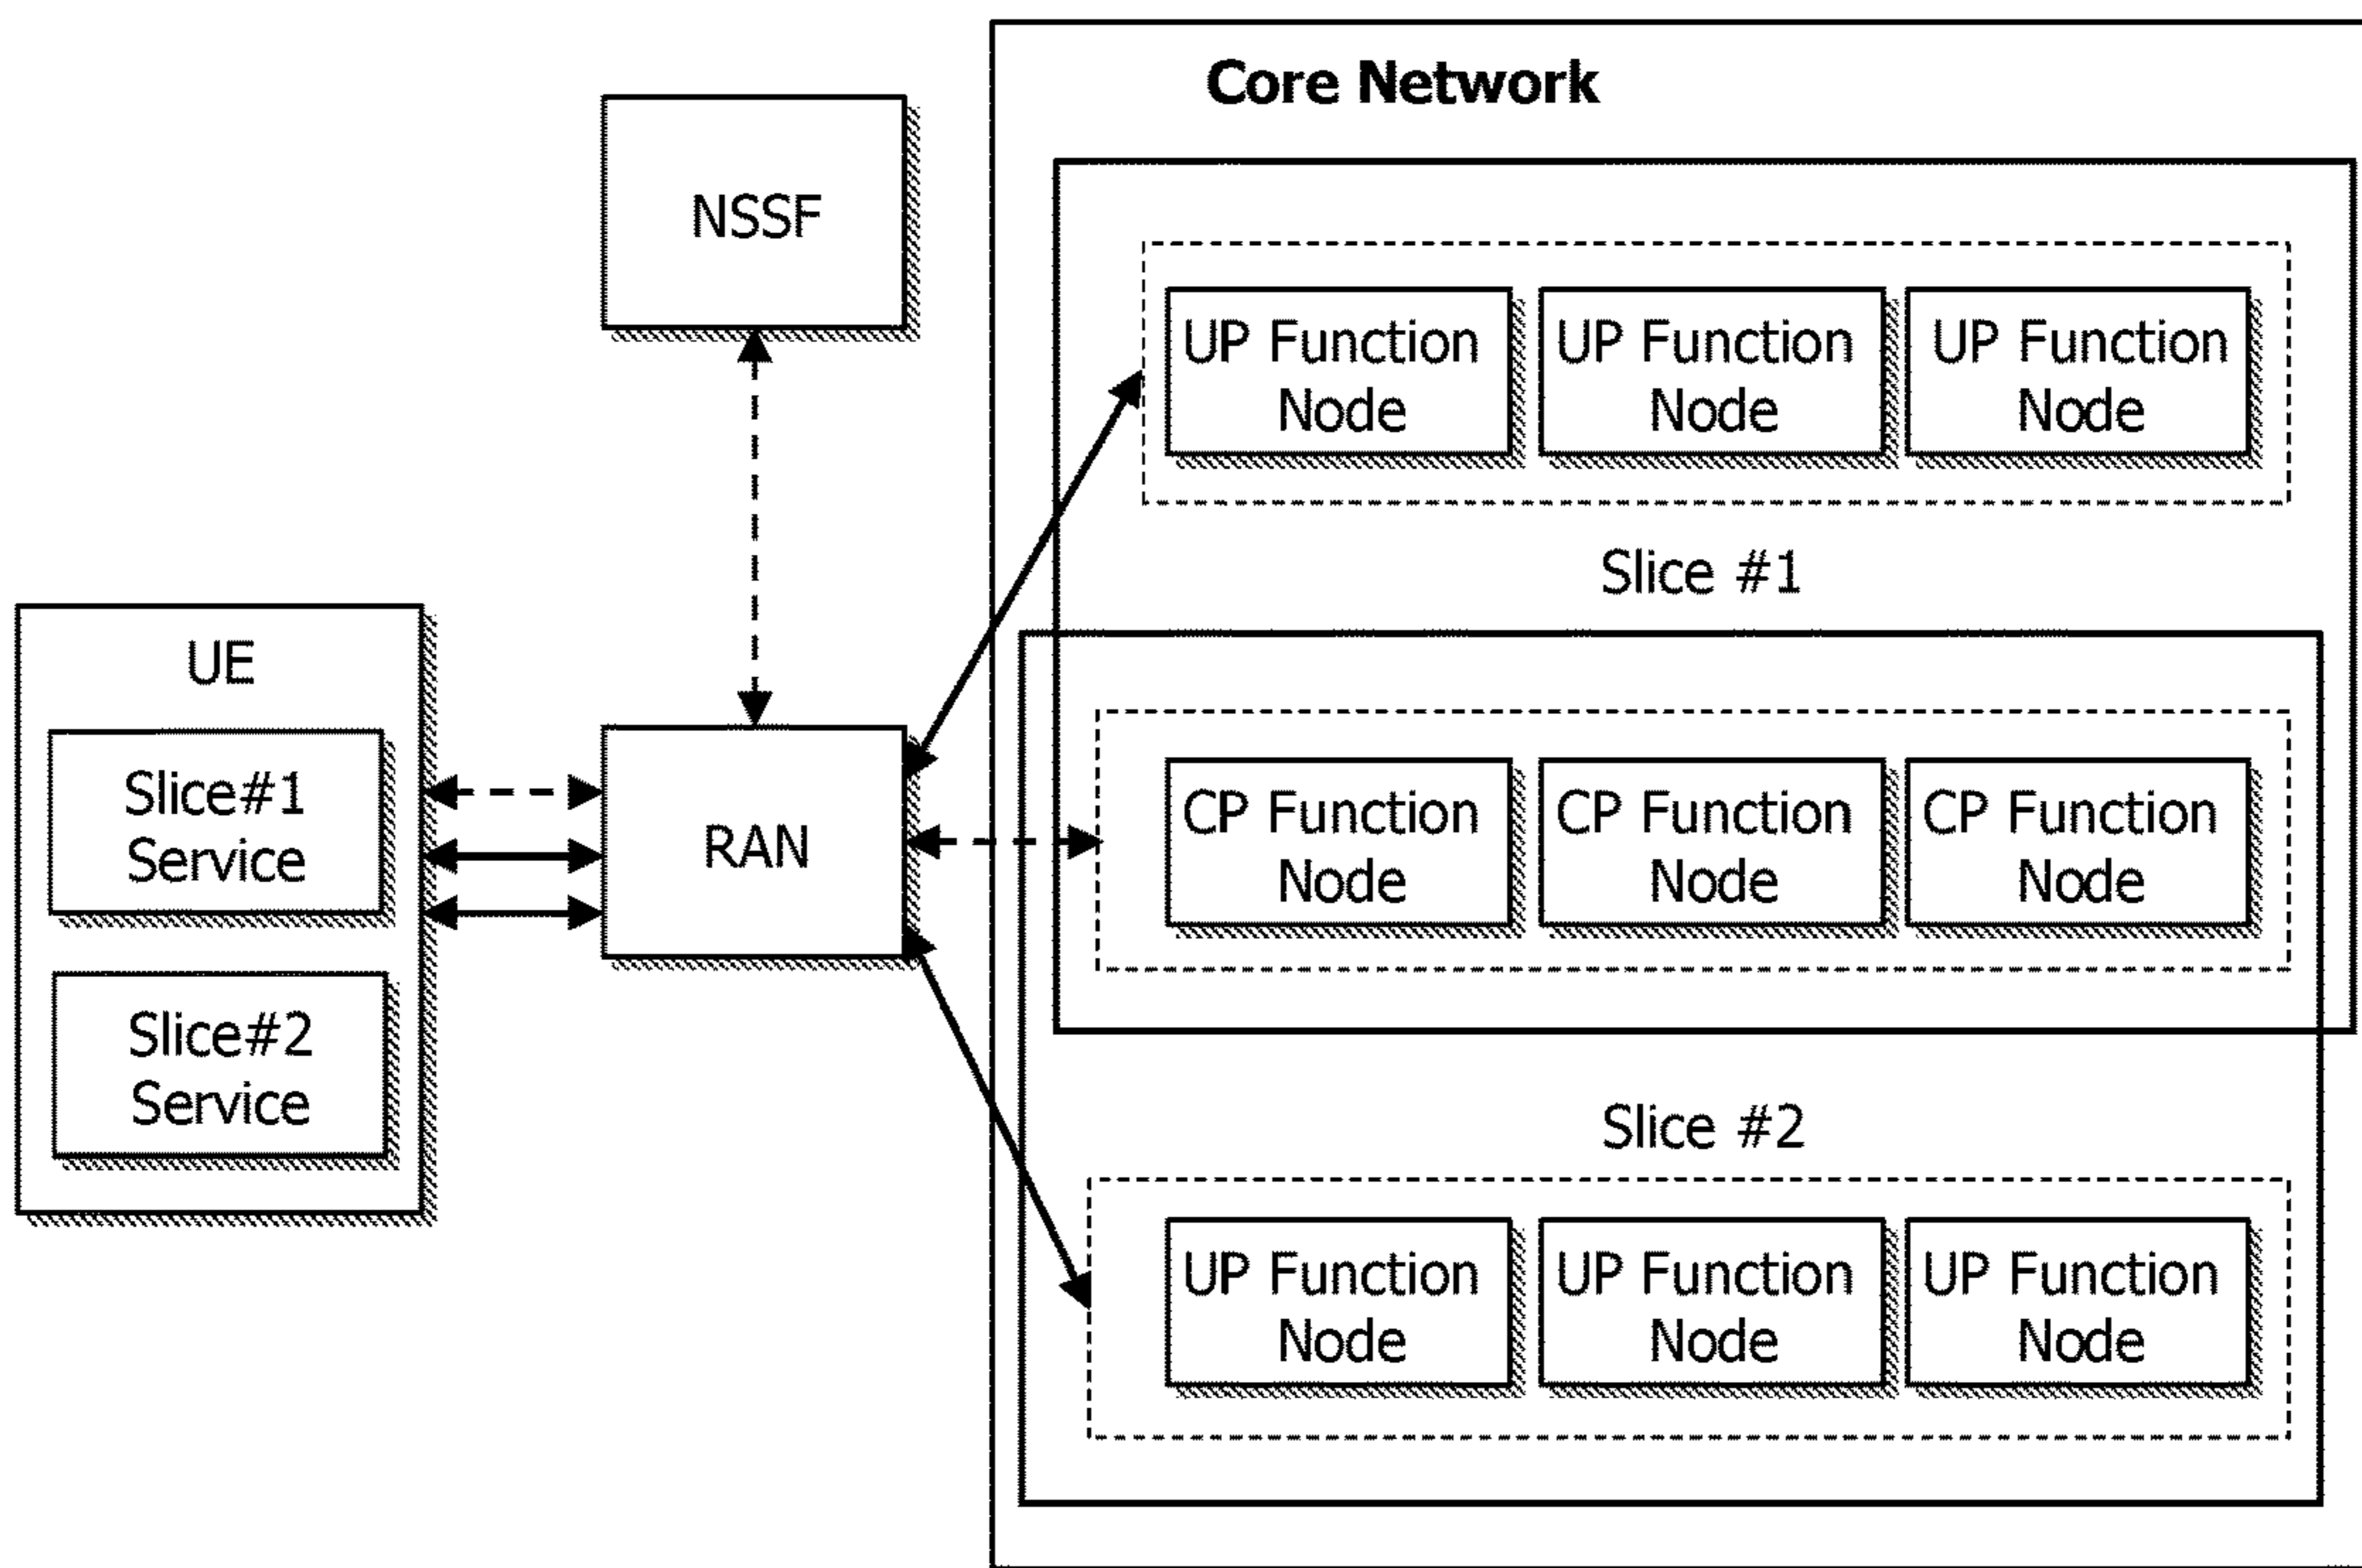 Core Network
NSSF
UP Function
Node
UP Function
Node
UP Function
Node
Slice #1
UE
Slice#1
Service
Slice#2
Service
RAN
CP Function
Node
CP Function
Node
CP Function
Node
Slice #2
UP Function
Node
UP Function
Node
UP Function
Node